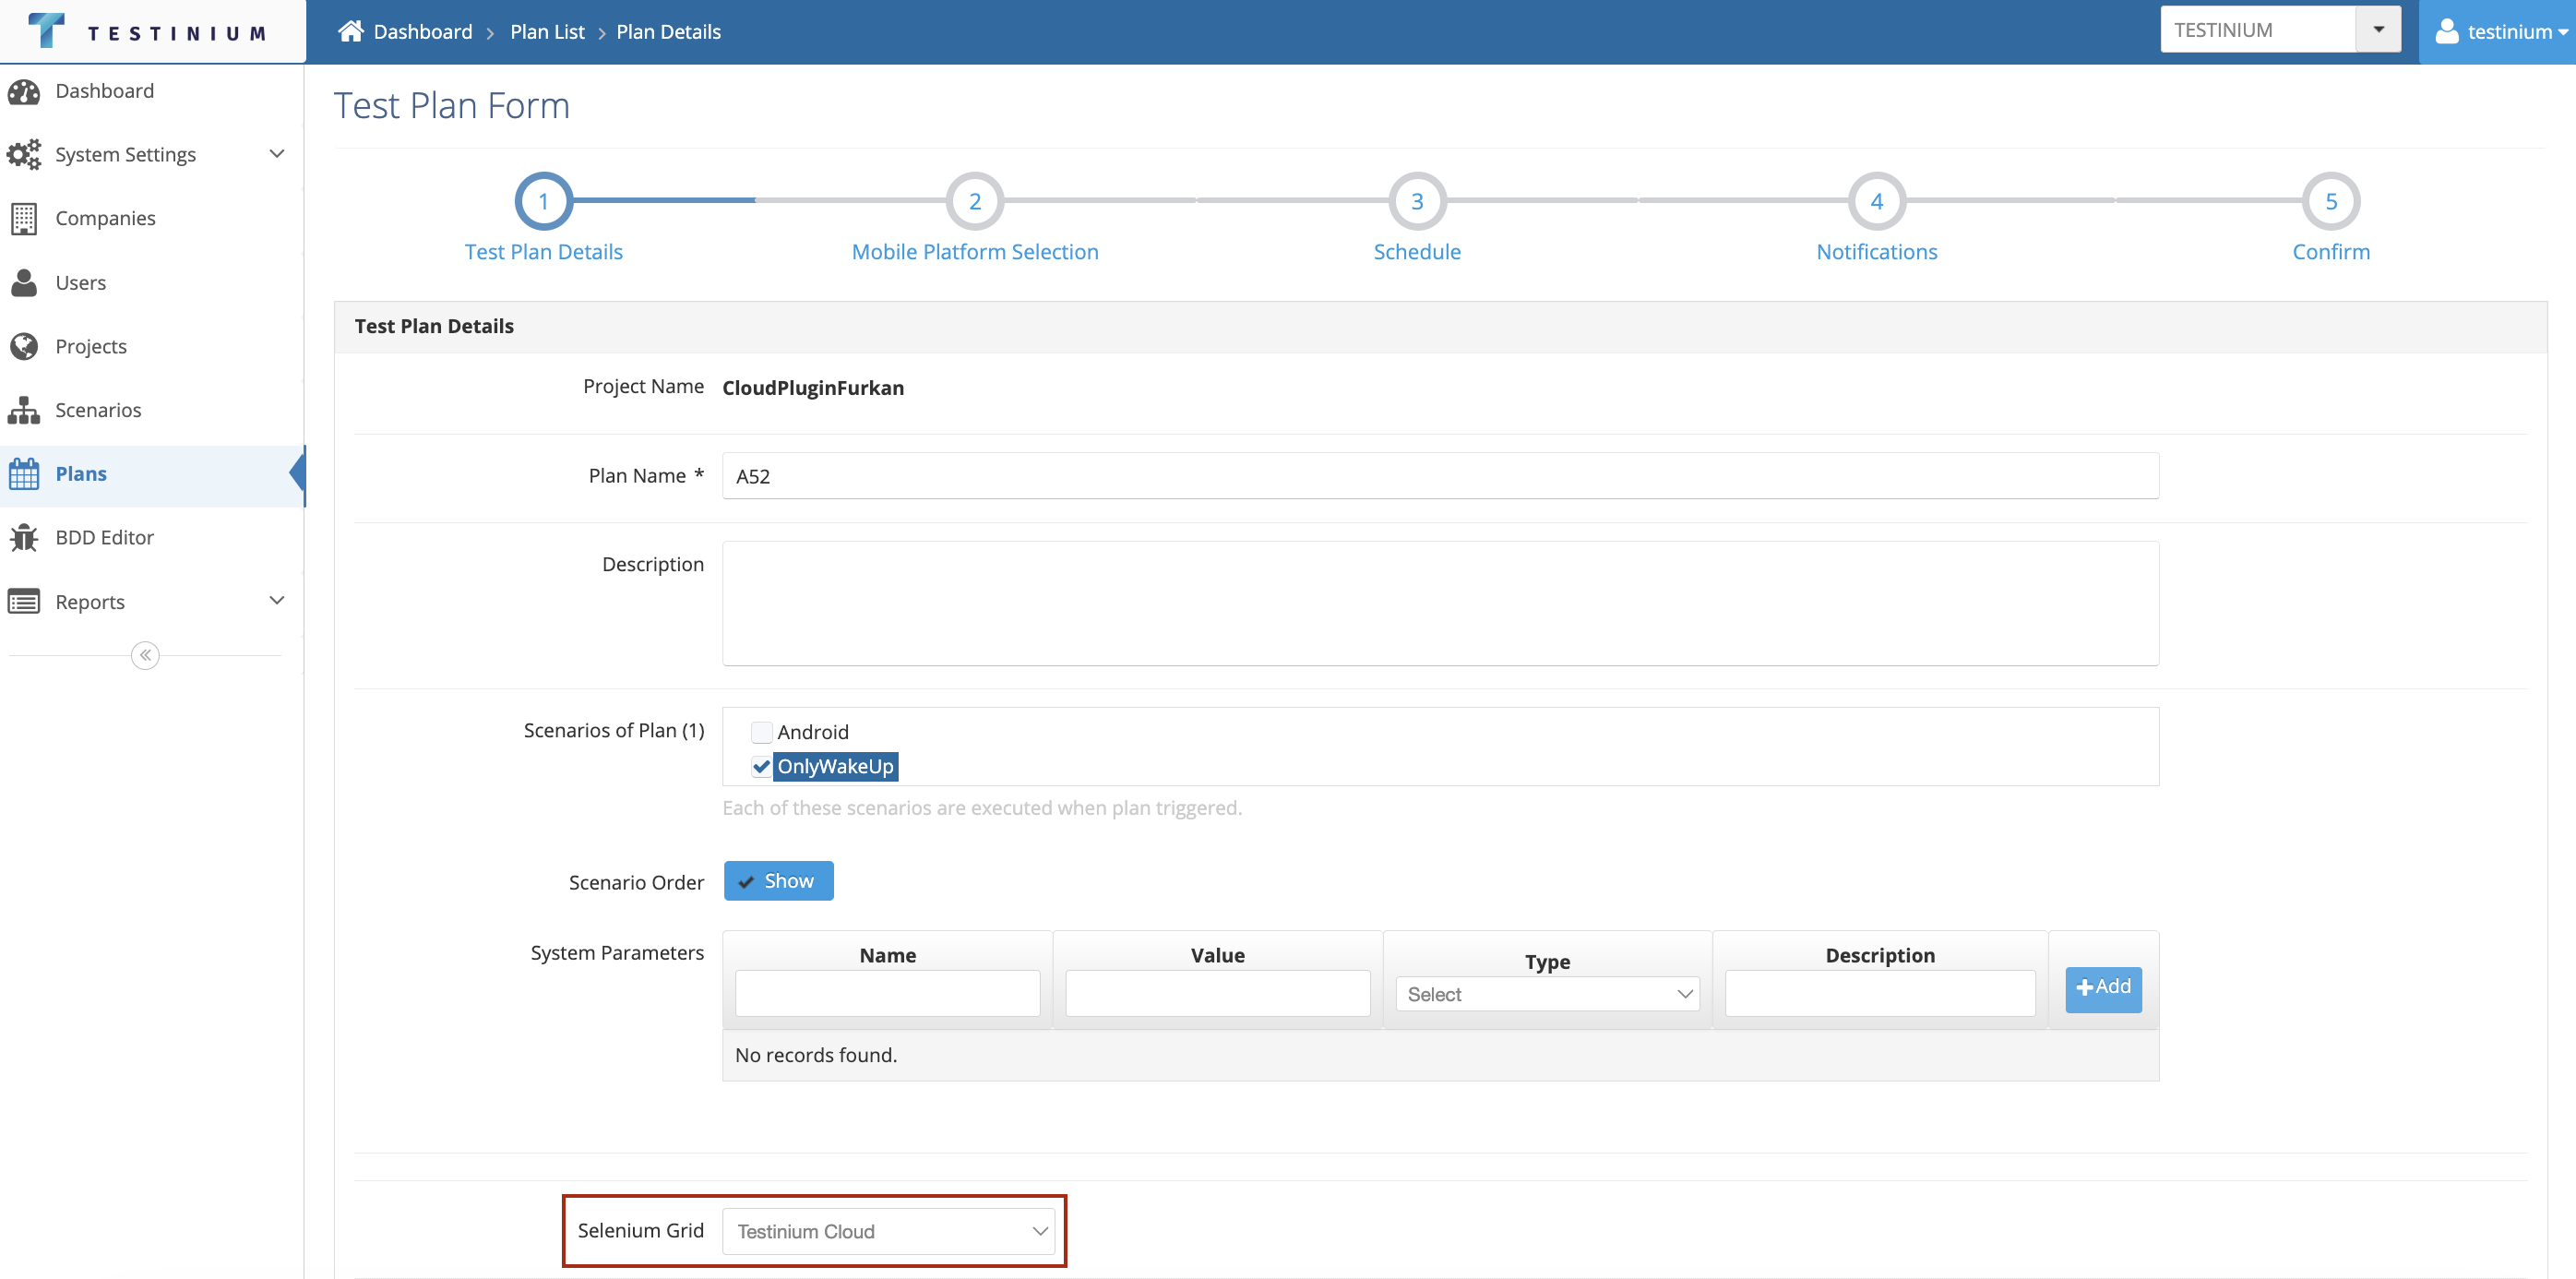 TESTINIUM
Dashboard > Plan List > Plan Details
TESTINIUM
testinium
Dashboard
System Settings
Companies
Users
Projects
Scenarios
Plans
BDD Editor
Reports
Test Plan Form
1 2 3 4 5
Test Plan Details Mobile Platform Selection Schedule Notifications Confirm
Test Plan Details
Project Name CloudPluginFurkan
Plan Name * A52
Description
Scenarios of Plan (1)
Android
OnlyWakeUp
Each of these scenarios are executed when plan triggered.
Scenario Order Show
System Parameters
Name Value Type Description
Select
+Add
No records found.
Selenium Grid Testinium Cloud